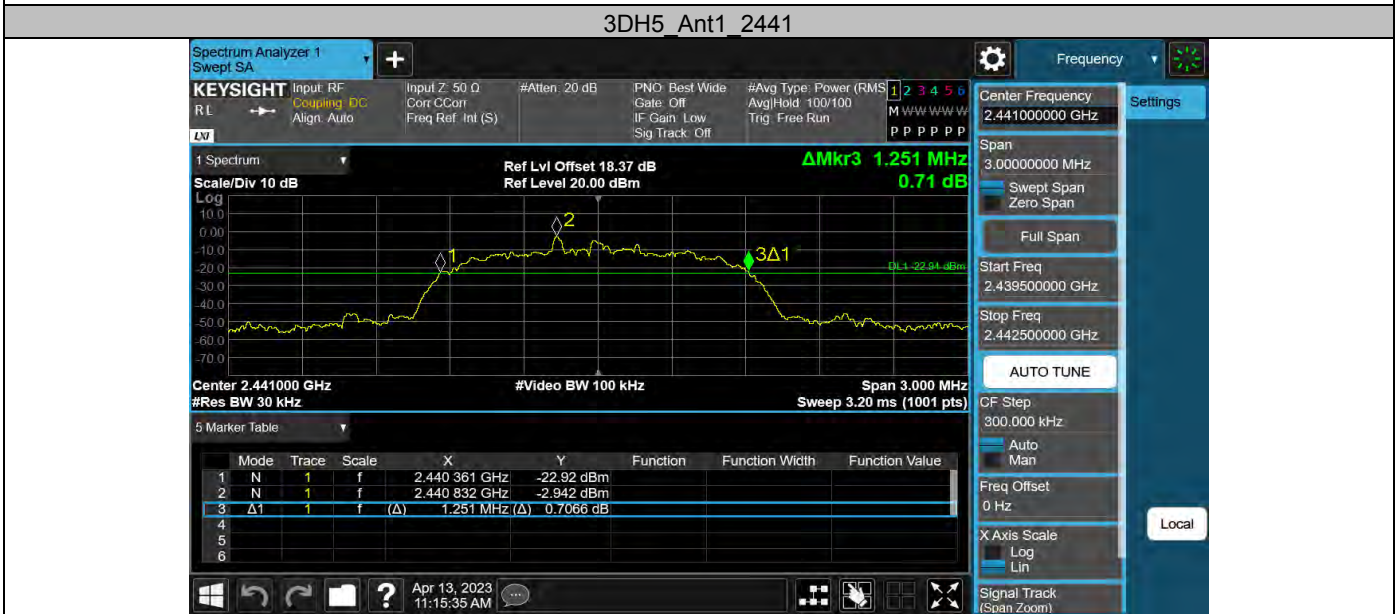 3DH5_Ant1_2441
Spectrum Analyzer 1
Swept SA
Frequency
KEYSIGHT
RL
LXI
Input: RF
Coupling: DC
Align: Auto
Input Z: 50 Ω
Corr CCorr
Freq Ref: Int (S)
#Atten: 20 dB
PNO: Best Wide
Gate: Off
IF Gain: Low
Sig Track: Off
#Avg Type: Power (RMS
Avg|Hold: 100/100
Trig: Free Run
1 2 3 4 5 6
M W W W W W
P P P P P P
1 Spectrum
Scale/Div 10 dB
Ref Lvl Offset 18.37 dB
Ref Level 20.00 dBm
ΔMkr3 1.251 MHz
0.71 dB
Log
10.0
0.00
-10.0
-20.0
-30.0
-40.0
-50.0
-60.0
-70.0
1
2
3Δ1
DL1 -22.94 dBm
Center 2.441000 GHz
#Video BW 100 kHz
Span 3.000 MHz
#Res BW 30 kHz
Sweep 3.20 ms (1001 pts)
5 Marker Table
Mode Trace Scale X Y Function Function Width Function Value
1 N 1 f 2.440 361 GHz -22.92 dBm
2 N 1 f 2.440 832 GHz -2.942 dBm
3 Δ1 1 f (Δ) 1.251 MHz (Δ) 0.7066 dB
4
5
6
Apr 13, 2023
11:15:35 AM
Center Frequency
2.441000000 GHz
Settings
Span
3.00000000 MHz
Swept Span
Zero Span
Full Span
Start Freq
2.439500000 GHz
Stop Freq
2.442500000 GHz
AUTO TUNE
CF Step
300.000 kHz
Auto
Man
Freq Offset
0 Hz
Local
X Axis Scale
Log
Lin
Signal Track
(Span Zoom)